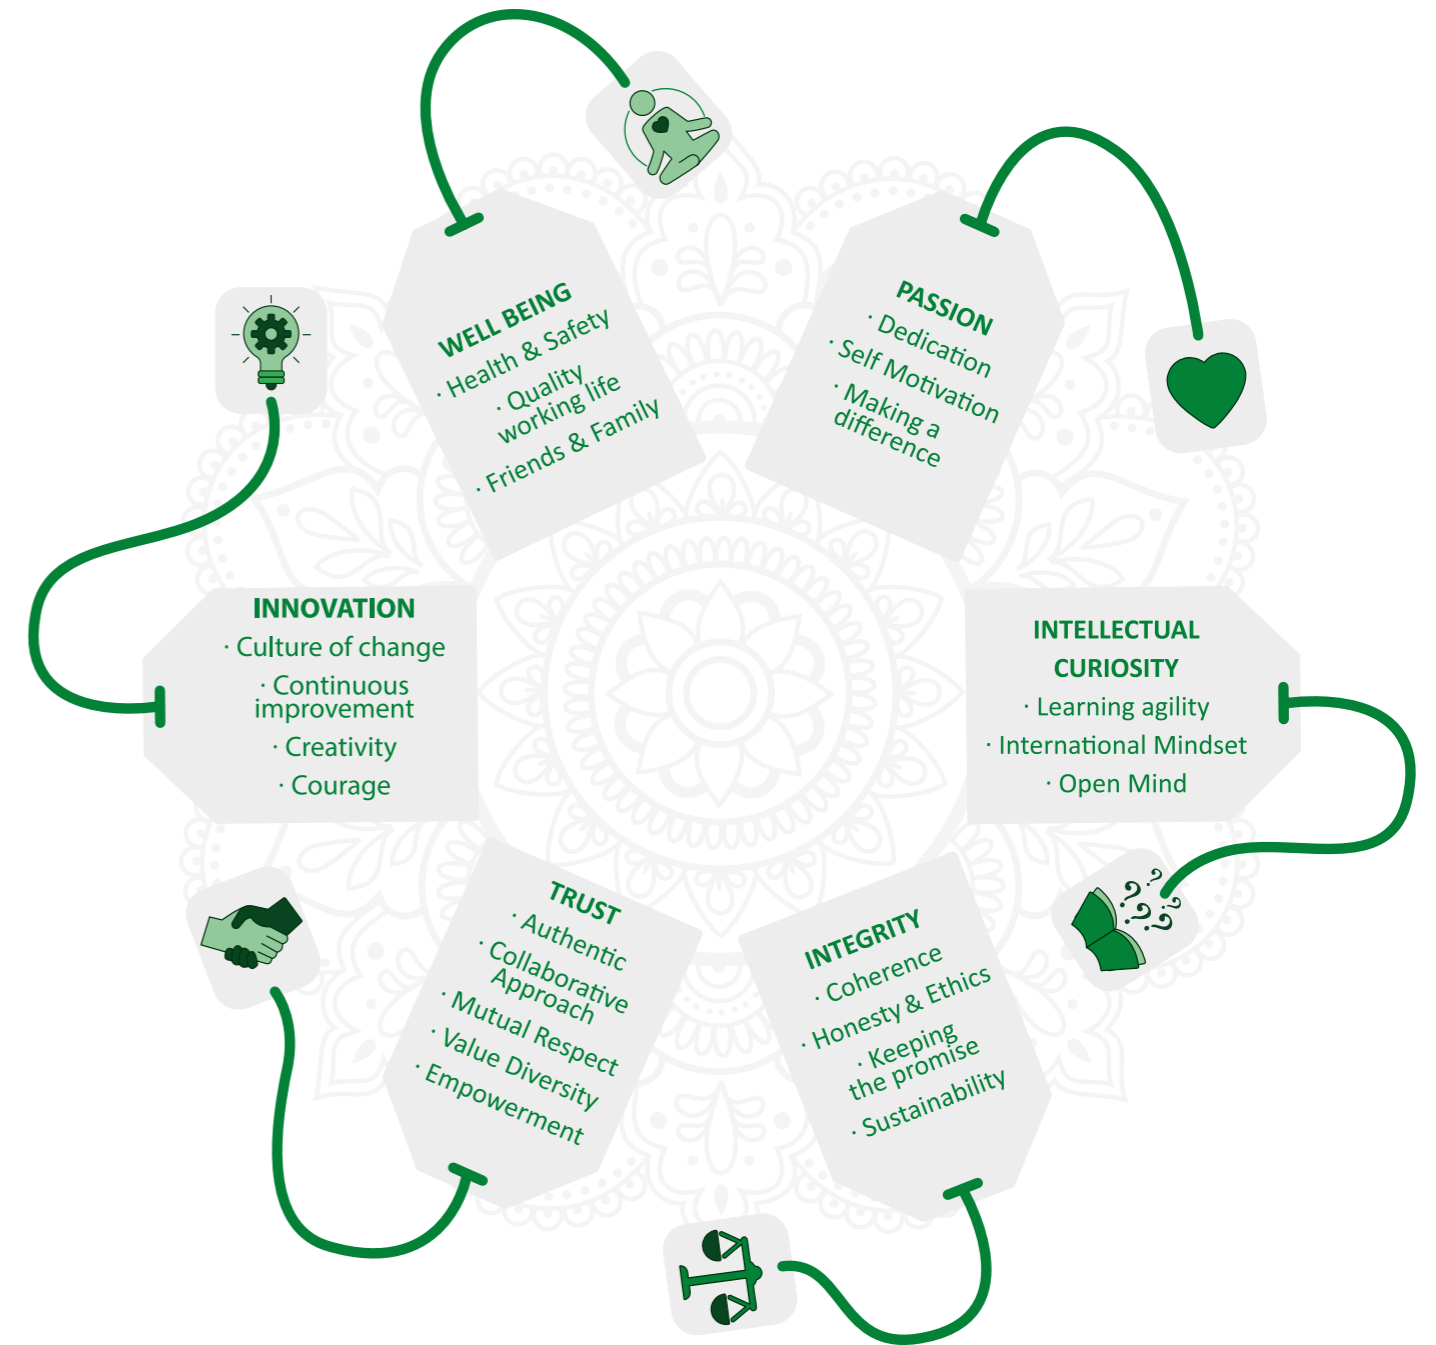 WELL BEING
· Health & Safety
· Quality
working life
· Friends & Family
PASSION
· Dedication
· Self Motivation
· Making a
difference
INNOVATION
· Culture of change
· Continuous
improvement
· Creativity
· Courage
INTELLECTUAL
CURIOSITY
· Learning agility
· International Mindset
· Open Mind
TRUST
· Authentic
· Collaborative
Approach
· Mutual Respect
· Value Diversity
· Empowerment
INTEGRITY
· Coherence
· Honesty & Ethics
· Keeping
the promise
· Sustainability
?????